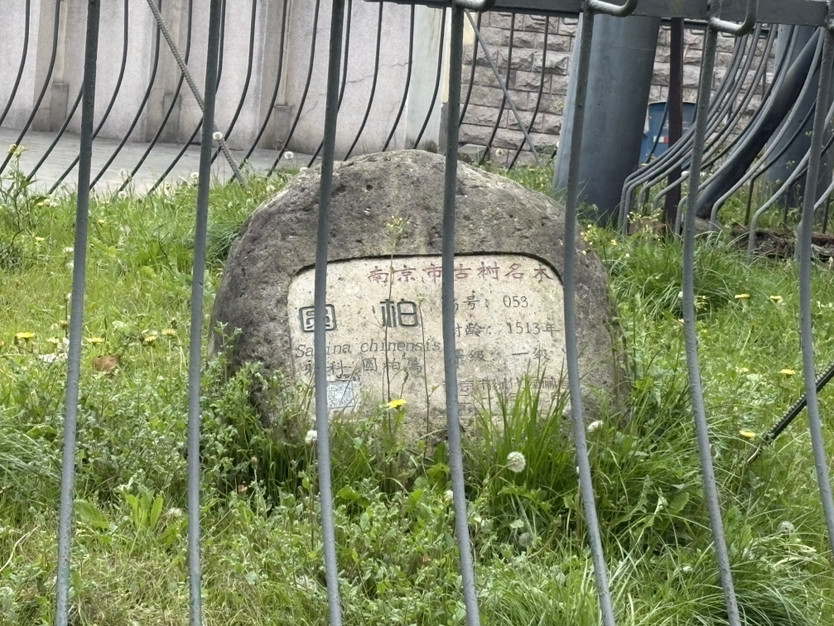 南京市古树名木
圆柏 号：053
Sabina chinensis 树龄：1513年
科 圆柏属 等级：一级